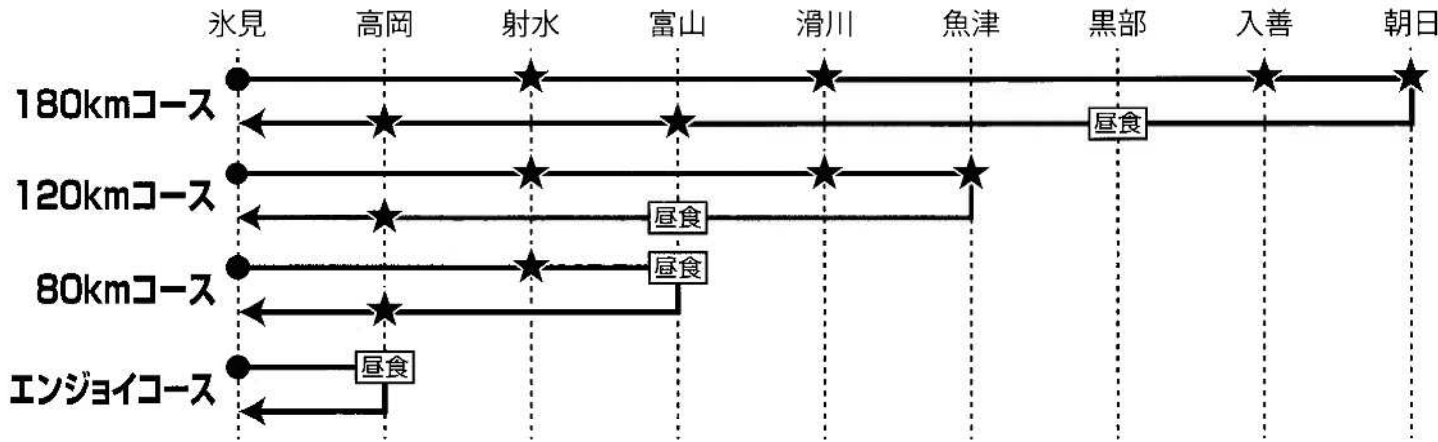 氷見 高岡 射水 富山 滑川 魚津 黒部 入善 朝日
180kmコース
昼食
120kmコース
昼食
80kmコース
昼食
エンジョイコース
昼食